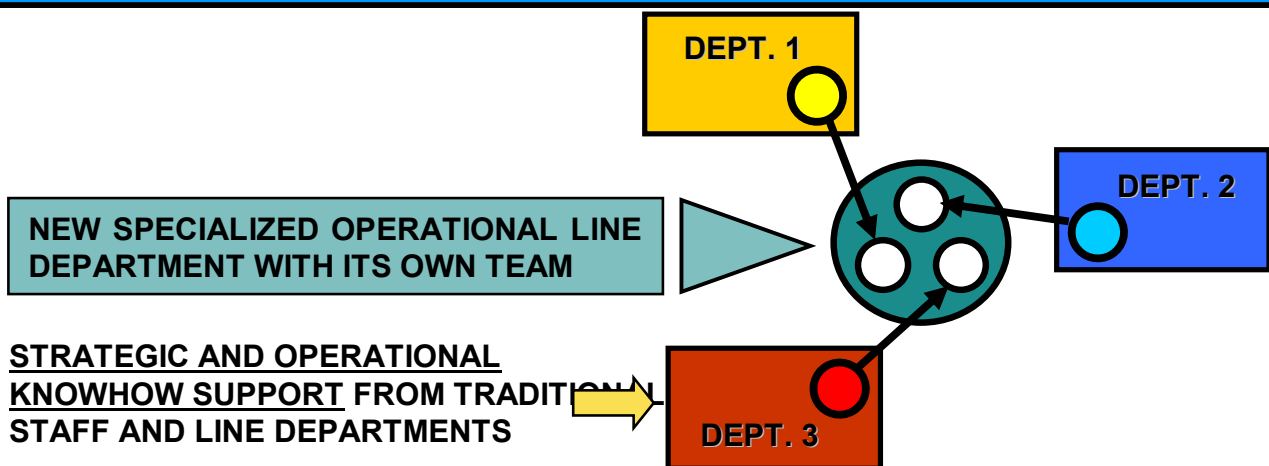 DEPT. 1
DEPT. 2
NEW SPECIALIZED OPERATIONAL LINE
DEPARTMENT WITH ITS OWN TEAM
STRATEGIC AND OPERATIONAL
KNOWHOW SUPPORT FROM TRADITIONAL
STAFF AND LINE DEPARTMENTS
DEPT. 3